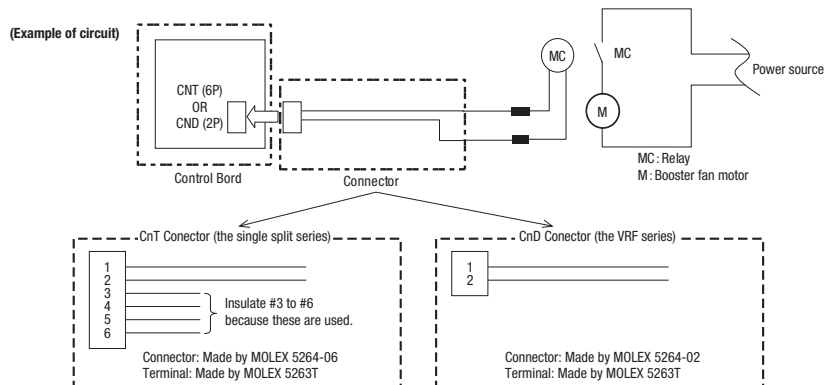 (Example of circuit)
CNT (6P)
OR
CND (2P)
Control Bord
Connector
MC
MC
M
Power source
MC: Relay
M: Booster fan motor
CnT Conector (the single split series)
1
2
3
4
5
6
Insulate #3 to #6
because these are used.
Connector: Made by MOLEX 5264-06
Terminal: Made by MOLEX 5263T
CnD Conector (the VRF series)
1
2
Connector: Made by MOLEX 5264-02
Terminal: Made by MOLEX 5263T